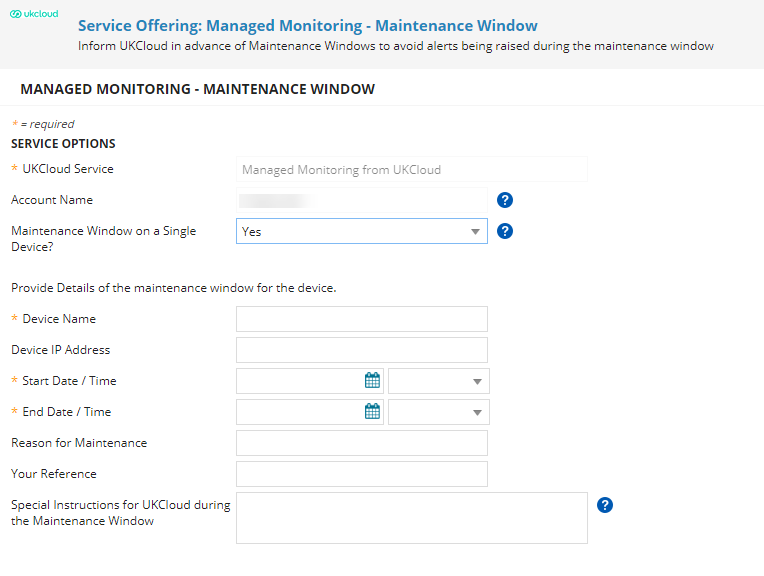 ukcloud
Service Offering: Managed Monitoring - Maintenance Window
Inform UKCloud in advance of Maintenance Windows to avoid alerts being raised during the maintenance window
MANAGED MONITORING - MAINTENANCE WINDOW
* = required
SERVICE OPTIONS
* UKCloud Service
Managed Monitoring from UKCloud
Account Name
?
Maintenance Window on a Single
Device?
Yes
?
Provide Details of the maintenance window for the device.
* Device Name
Device IP Address
* Start Date / Time
* End Date / Time
Reason for Maintenance
Your Reference
Special Instructions for UKCloud during
the Maintenance Window
?